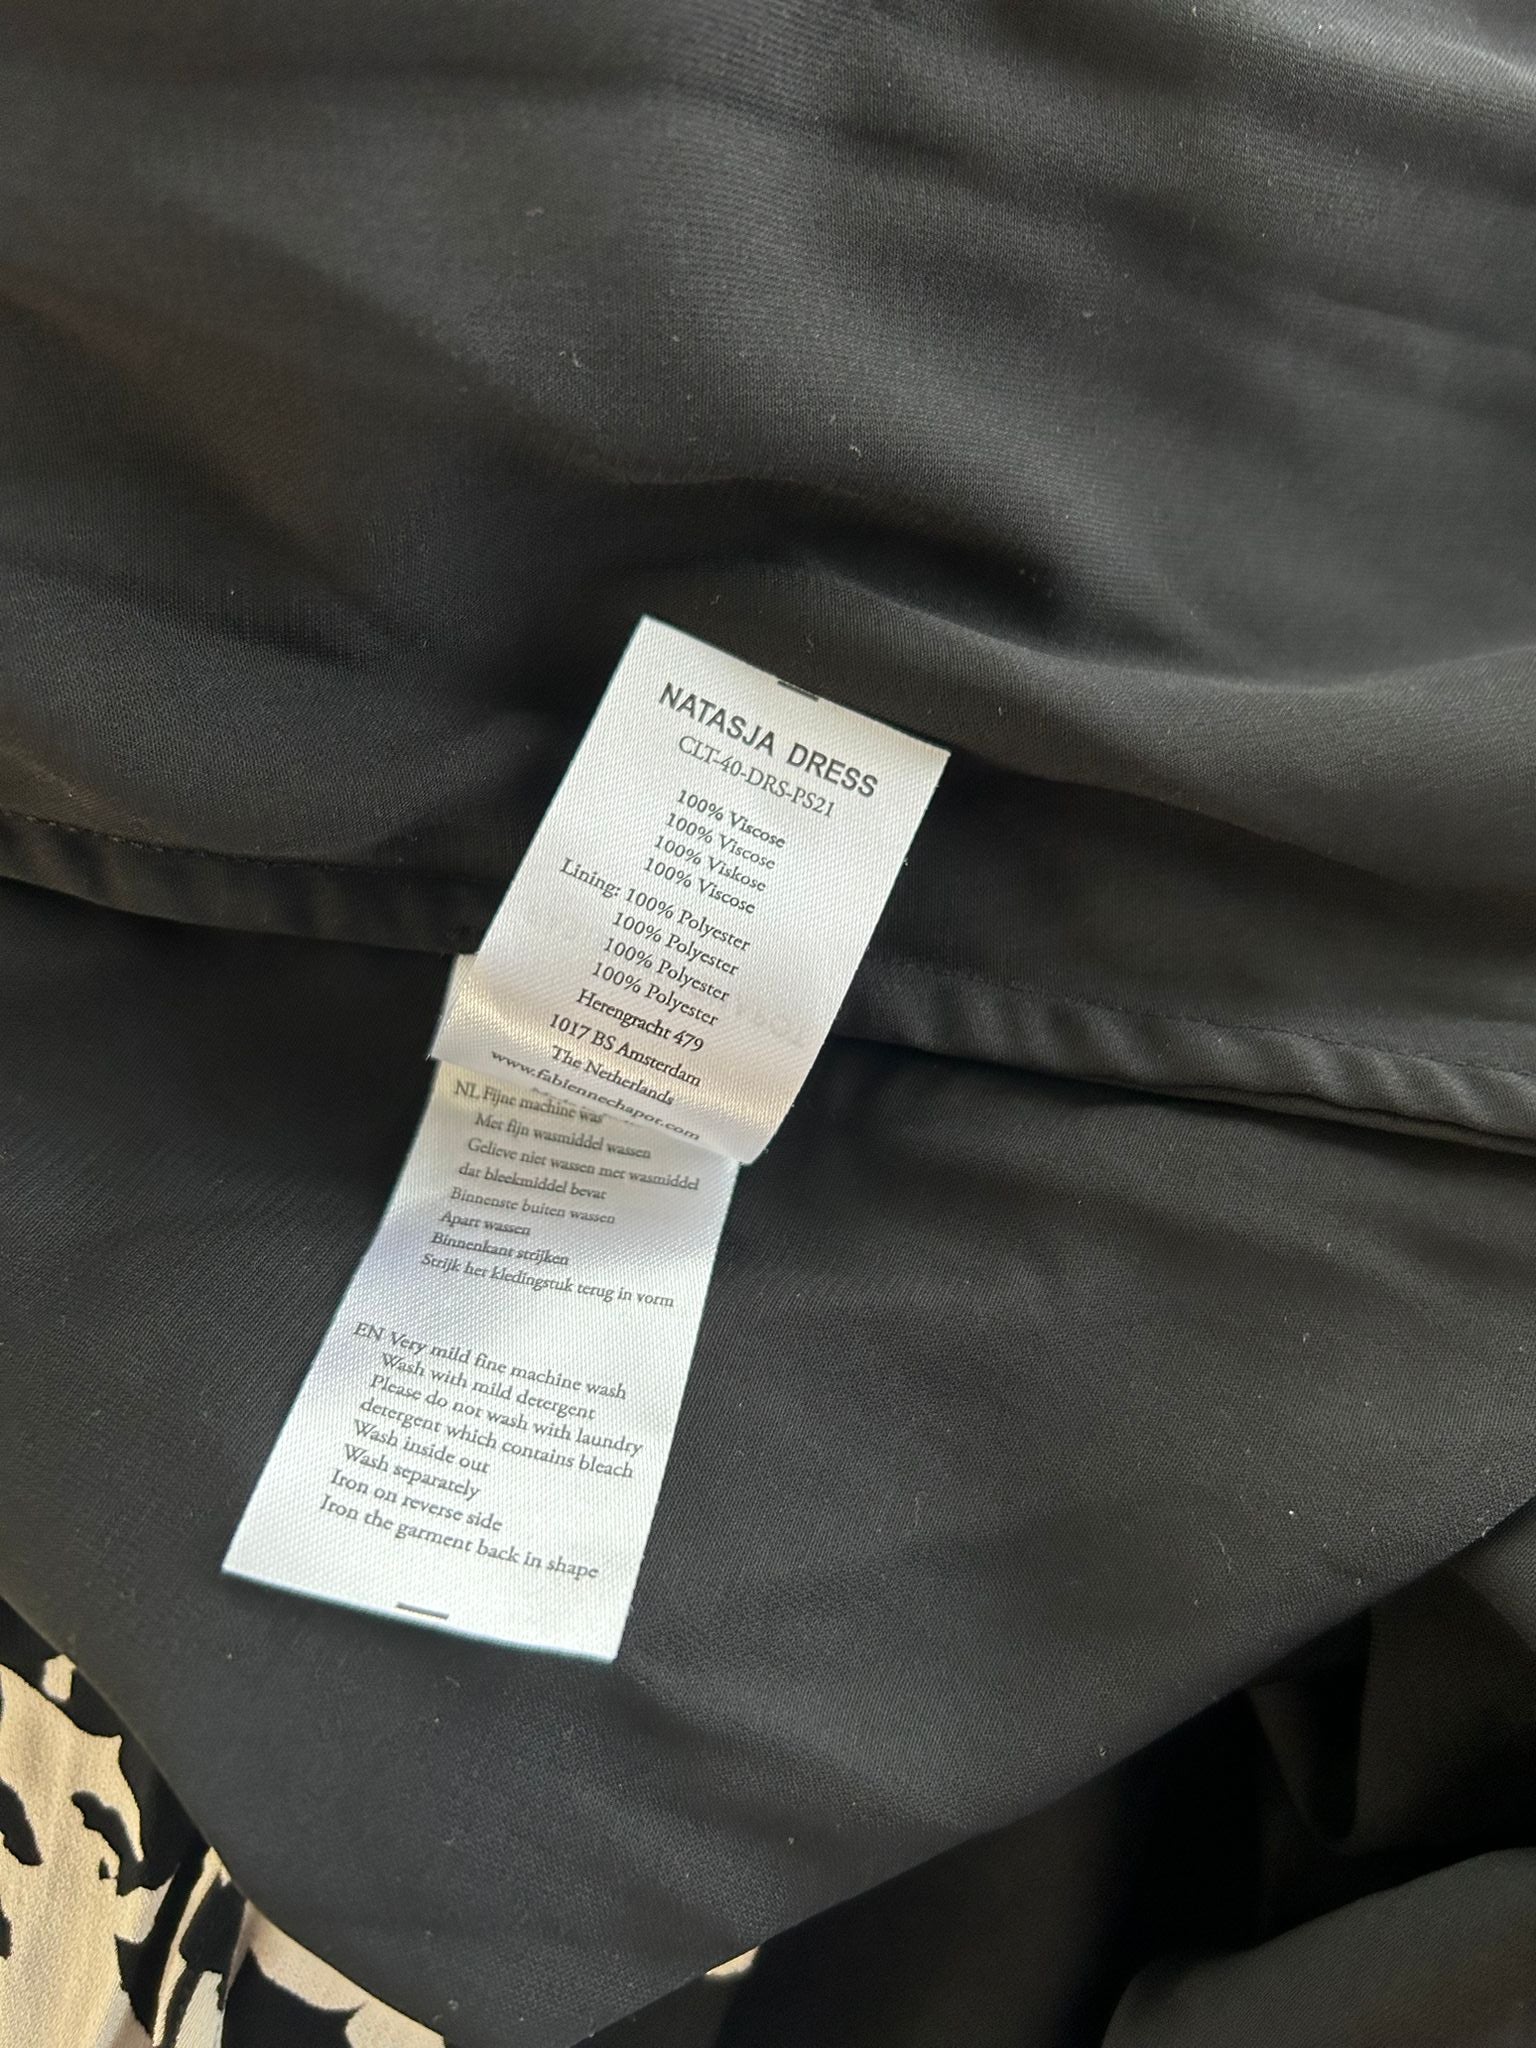 NATASJA DRESS
CLT-40-DRS-PS21
100% Viscose
100% Viscose
100% Viskose
100% Viscose
Lining: 100% Polyester
100% Polyester
100% Polyester
100% Polyester
Herengracht 479
1017 BS Amsterdam
The Netherlands
www.fabiennechapot.com
NL Fijne machine was
Met fijn wasmiddel wassen
Gelieve niet wassen met wasmiddel
dat bleekmiddel bevat
Binnenste buiten wassen
Apart wassen
Binnenkant strijken
Strijk het kledingstuk terug in vorm
EN Very mild fine machine wash
Wash with mild detergent
Please do not wash with laundry
detergent which contains bleach
Wash inside out
Wash separately
Iron on reverse side
Iron the garment back in shape